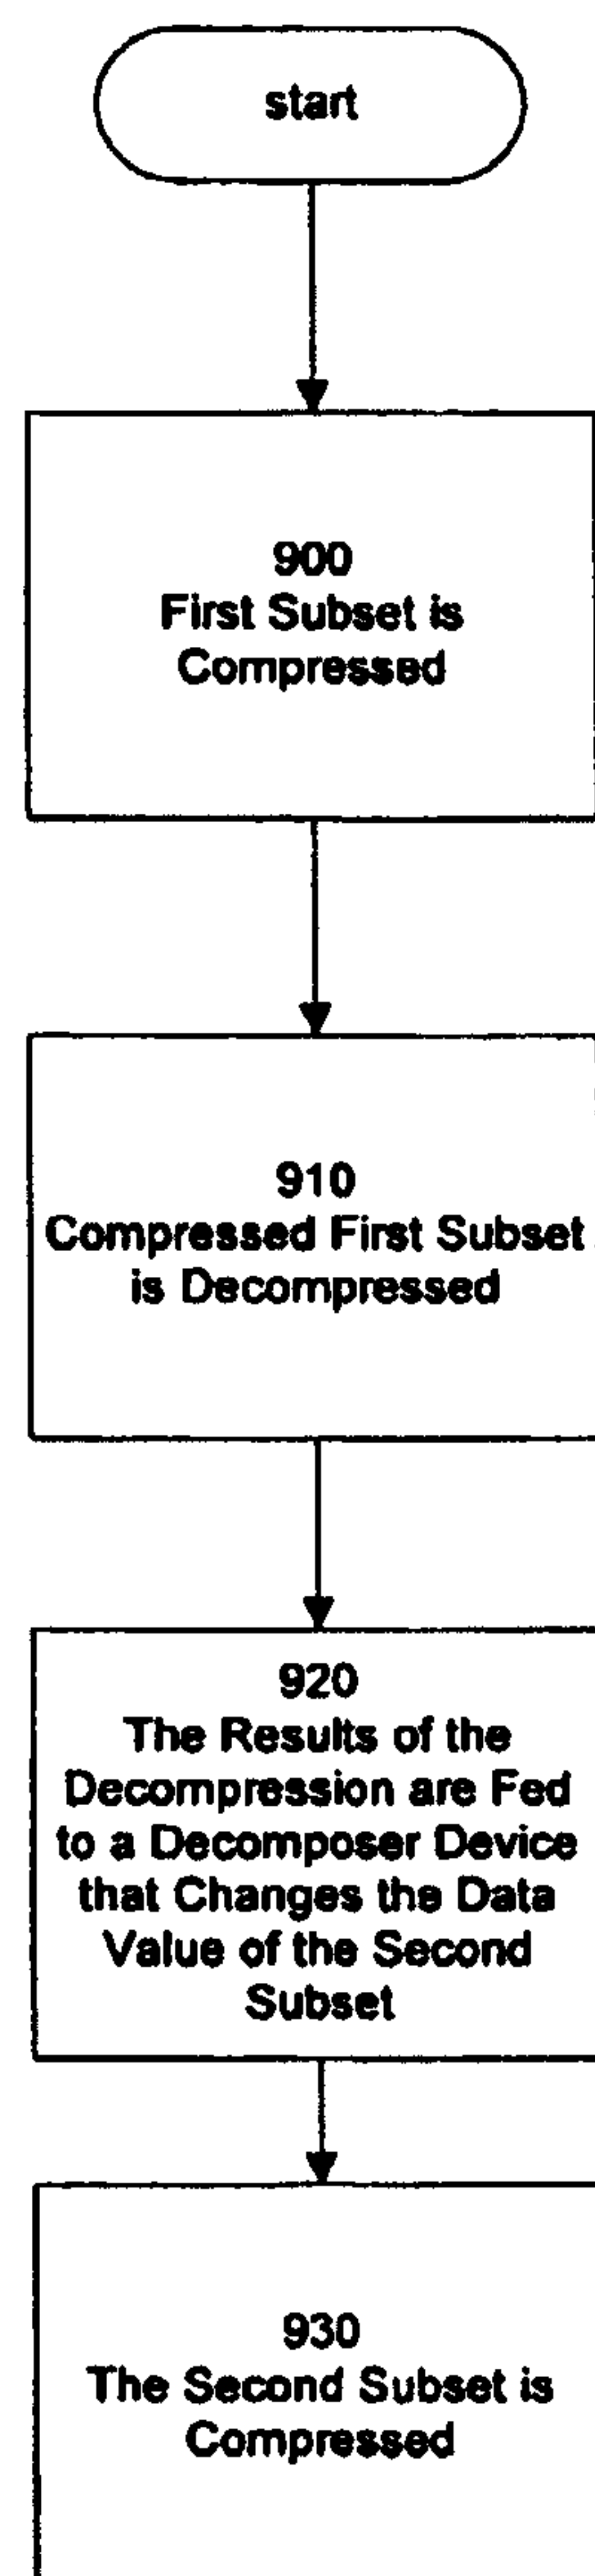 start
900
First Subset is
Compressed
910
Compressed First Subset
is Decompressed
920
The Results of the
Decompression are Fed
to a Decomposer Device
that Changes the Data
Value of the Second
Subset
930
The Second Subset is
Compressed